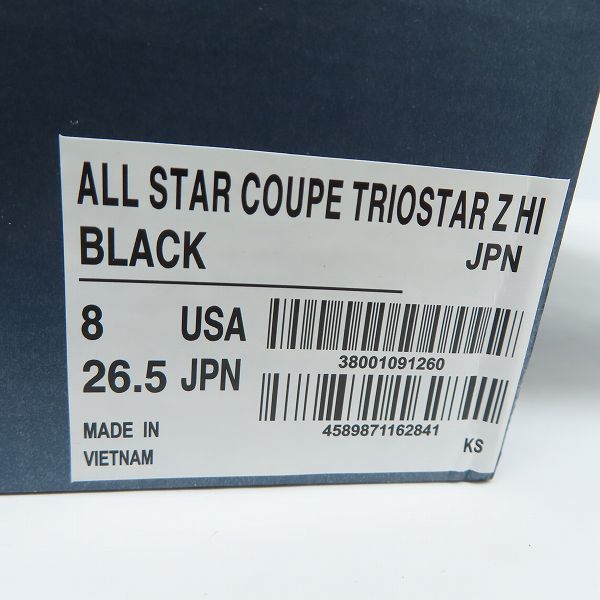 ALL STAR COUPE TRIOSTAR Z HI
BLACK JPN
8 USA
38001091260
26.5 JPN
4589871162841
MADE IN
VIETNAM
KS